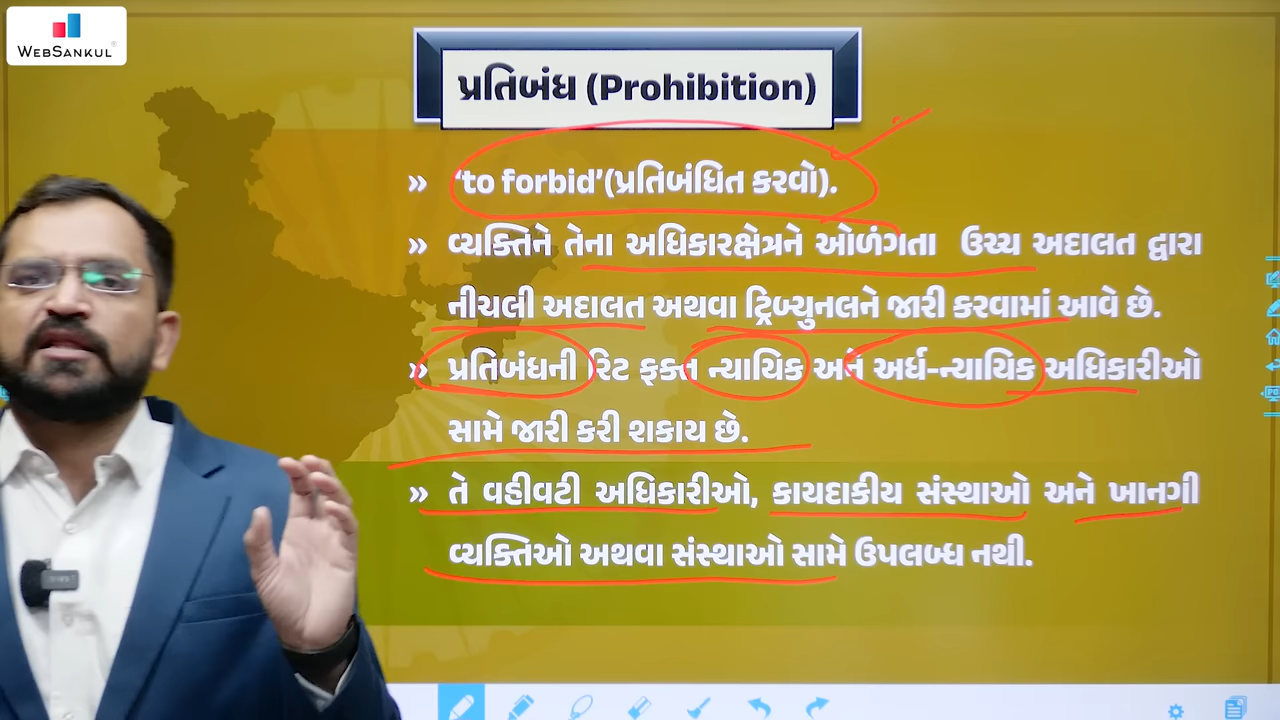 WEBSANKUL
પ્રતિબંધ (Prohibition)
» 'to forbid'(પ્રતિબંધિત કરવો).
» વ્યક્તિને તેના અધિકારક્ષેત્રને ઓળંગતા ઉચ્ચ અદાલત દ્વારા
નીચલી અદાલત અથવા ટ્રિબ્યુનલને જારી કરવામાં આવે છે.
» પ્રતિબંધની રિટ ફક્ત ન્યાયિક અને અર્ધ-ન્યાયિક અધિકારીઓ
સામે જારી કરી શકાય છે.
» તે વહીવટી અધિકારીઓ, કાયદાકીય સંસ્થાઓ અને ખાનગી
વ્યક્તિઓ અથવા સંસ્થાઓ સામે ઉપલબ્ધ નથી.